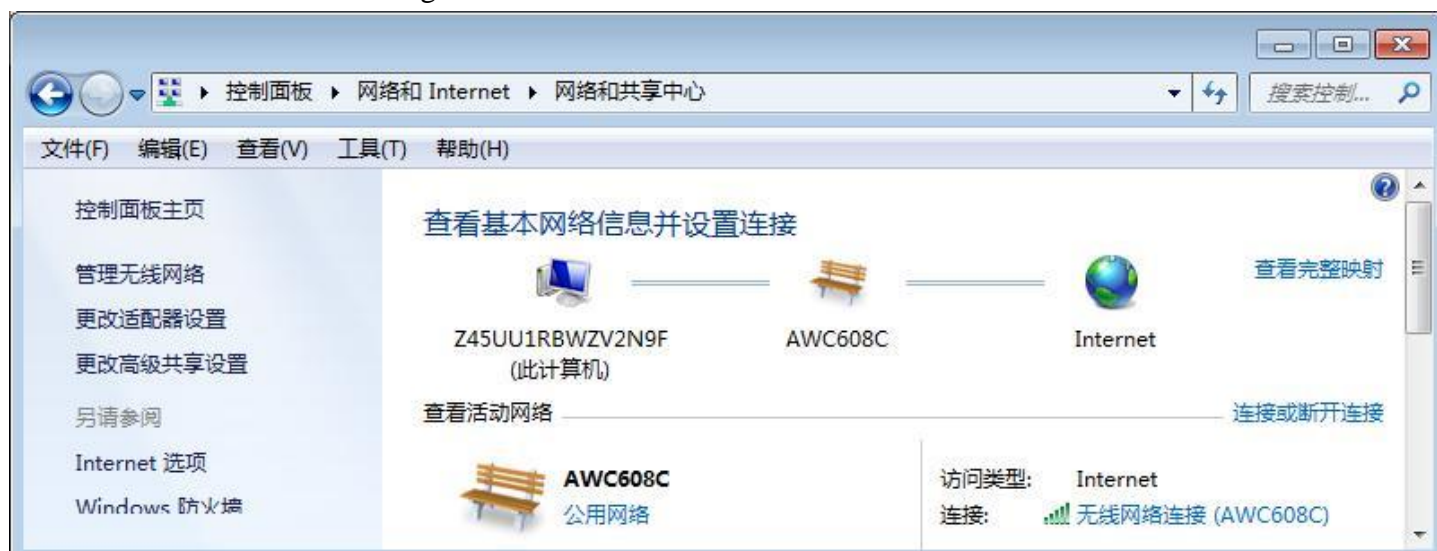 控制面板 ▸ 网络和 Internet ▸ 网络和共享中心
搜索控制...
文件(F) 编辑(E) 查看(V) 工具(T) 帮助(H)
控制面板主页
管理无线网络
更改适配器设置
更改高级共享设置
另请参阅
Internet 选项
Windows 防火墙
查看基本网络信息并设置连接
查看完整映射
Z45UU1RBWZV2N9F
(此计算机)
AWC608C
Internet
查看活动网络
连接或断开连接
AWC608C
公用网络
访问类型: Internet
连接: 无线网络连接 (AWC608C)